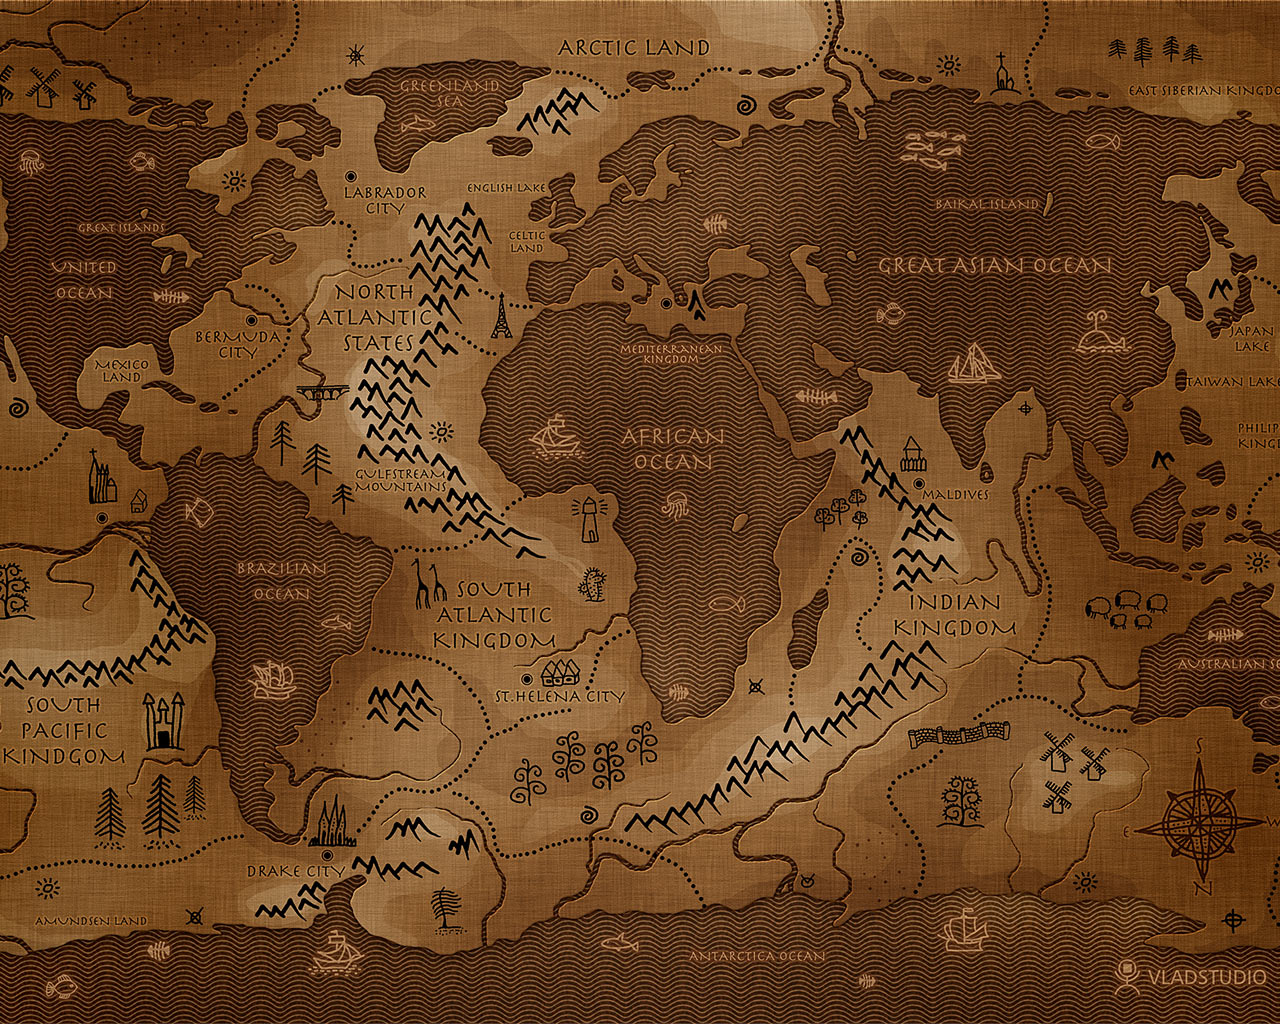 ARCTIC LAND
GREENLAND
SEA
EAST SIBERIAN KINGDO
LABRADOR
CITY
ENGLISH LAKE
BAIKAL ISLAND
GREAT ISLANDS
CELTIC
LAND
UNITED
OCEAN
GREAT ASIAN OCEAN
NORTH
ATLANTIC
STATES
BERMUDA
CITY
JAPAN
LAKE
MEDITERRANEAN
KINGDOM
MEXICO
LAND
TAIWAN LAKE
AFRICAN
OCEAN
PHILIP
KING
GULFSTREAM
MOUNTAINS
MALDIVES
BRAZILIAN
OCEAN
SOUTH
ATLANTIC
KINGDOM
INDIAN
KINGDOM
AUSTRALIAN SE
ST.HELENA CITY
SOUTH
PACIFIC
KINDGOM
S
E
W
N
DRAKE CITY
AMUNDSEN LAND
ANTARCTICA OCEAN
VLADSTUDIO